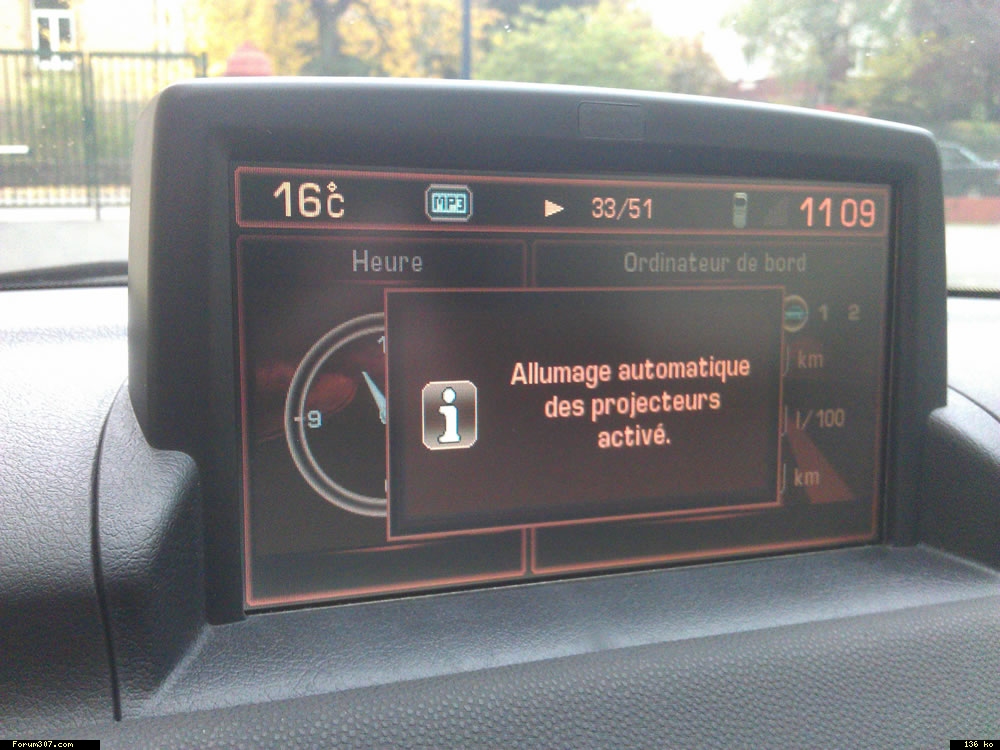 16°C MP3 33/51 11 09
Heure
Ordinateur de bord
1 2
km
-9
l/100
km
Allumage automatique
des projecteurs
activé.
Forum307.com
136 ko